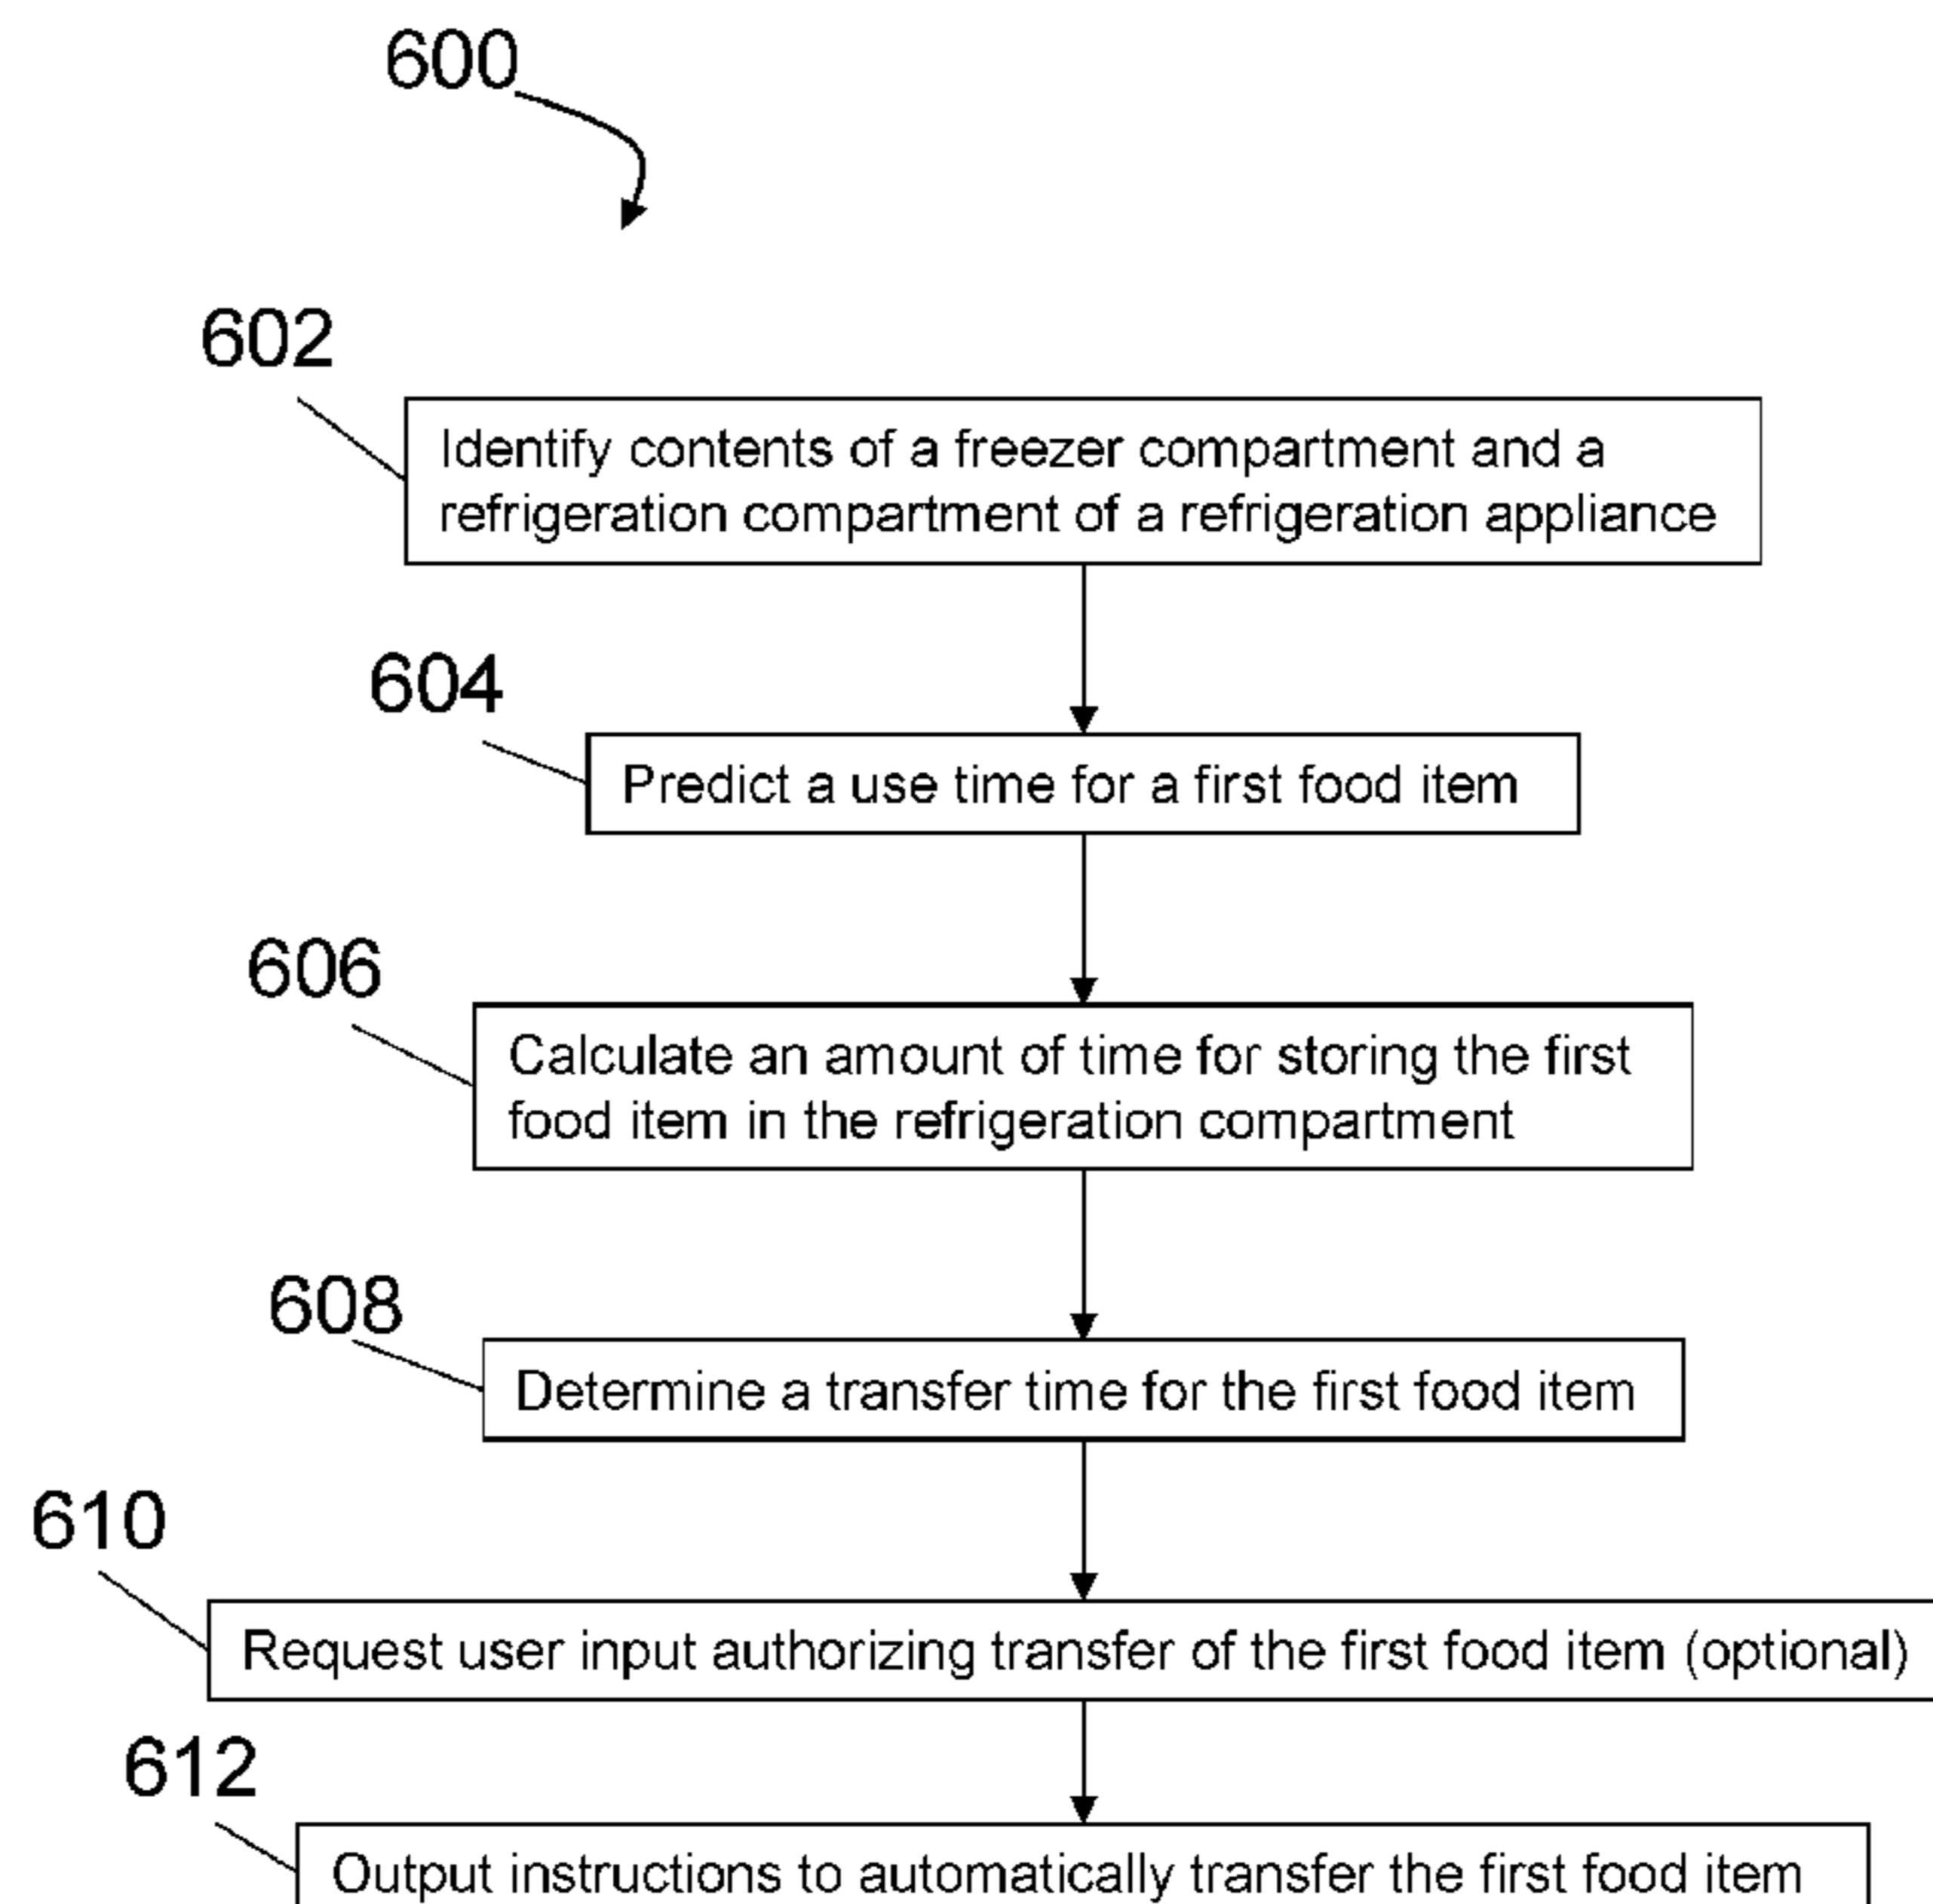 600
602
Identify contents of a freezer compartment and a
refrigeration compartment of a refrigeration appliance
604
Predict a use time for a first food item
606
Calculate an amount of time for storing the first
food item in the refrigeration compartment
608
Determine a transfer time for the first food item
610
Request user input authorizing transfer of the first food item (optional)
612
Output instructions to automatically transfer the first food item